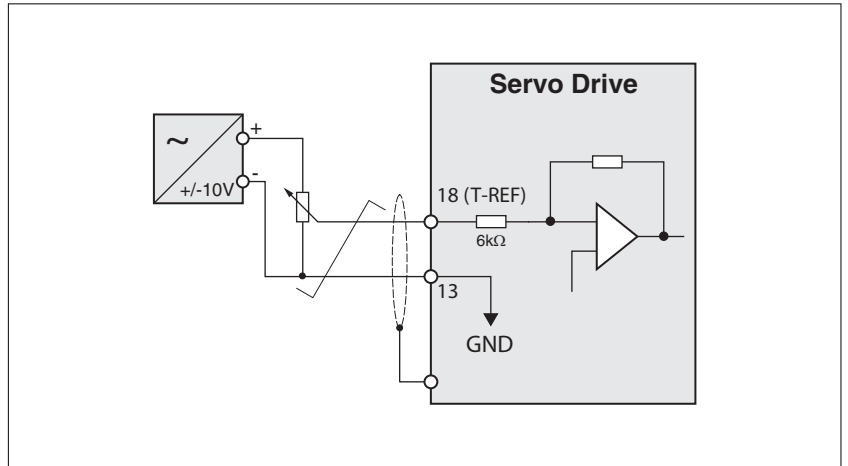 Servo Drive
~
+
-
+/-10V
18 (T-REF)
6kΩ
13
GND